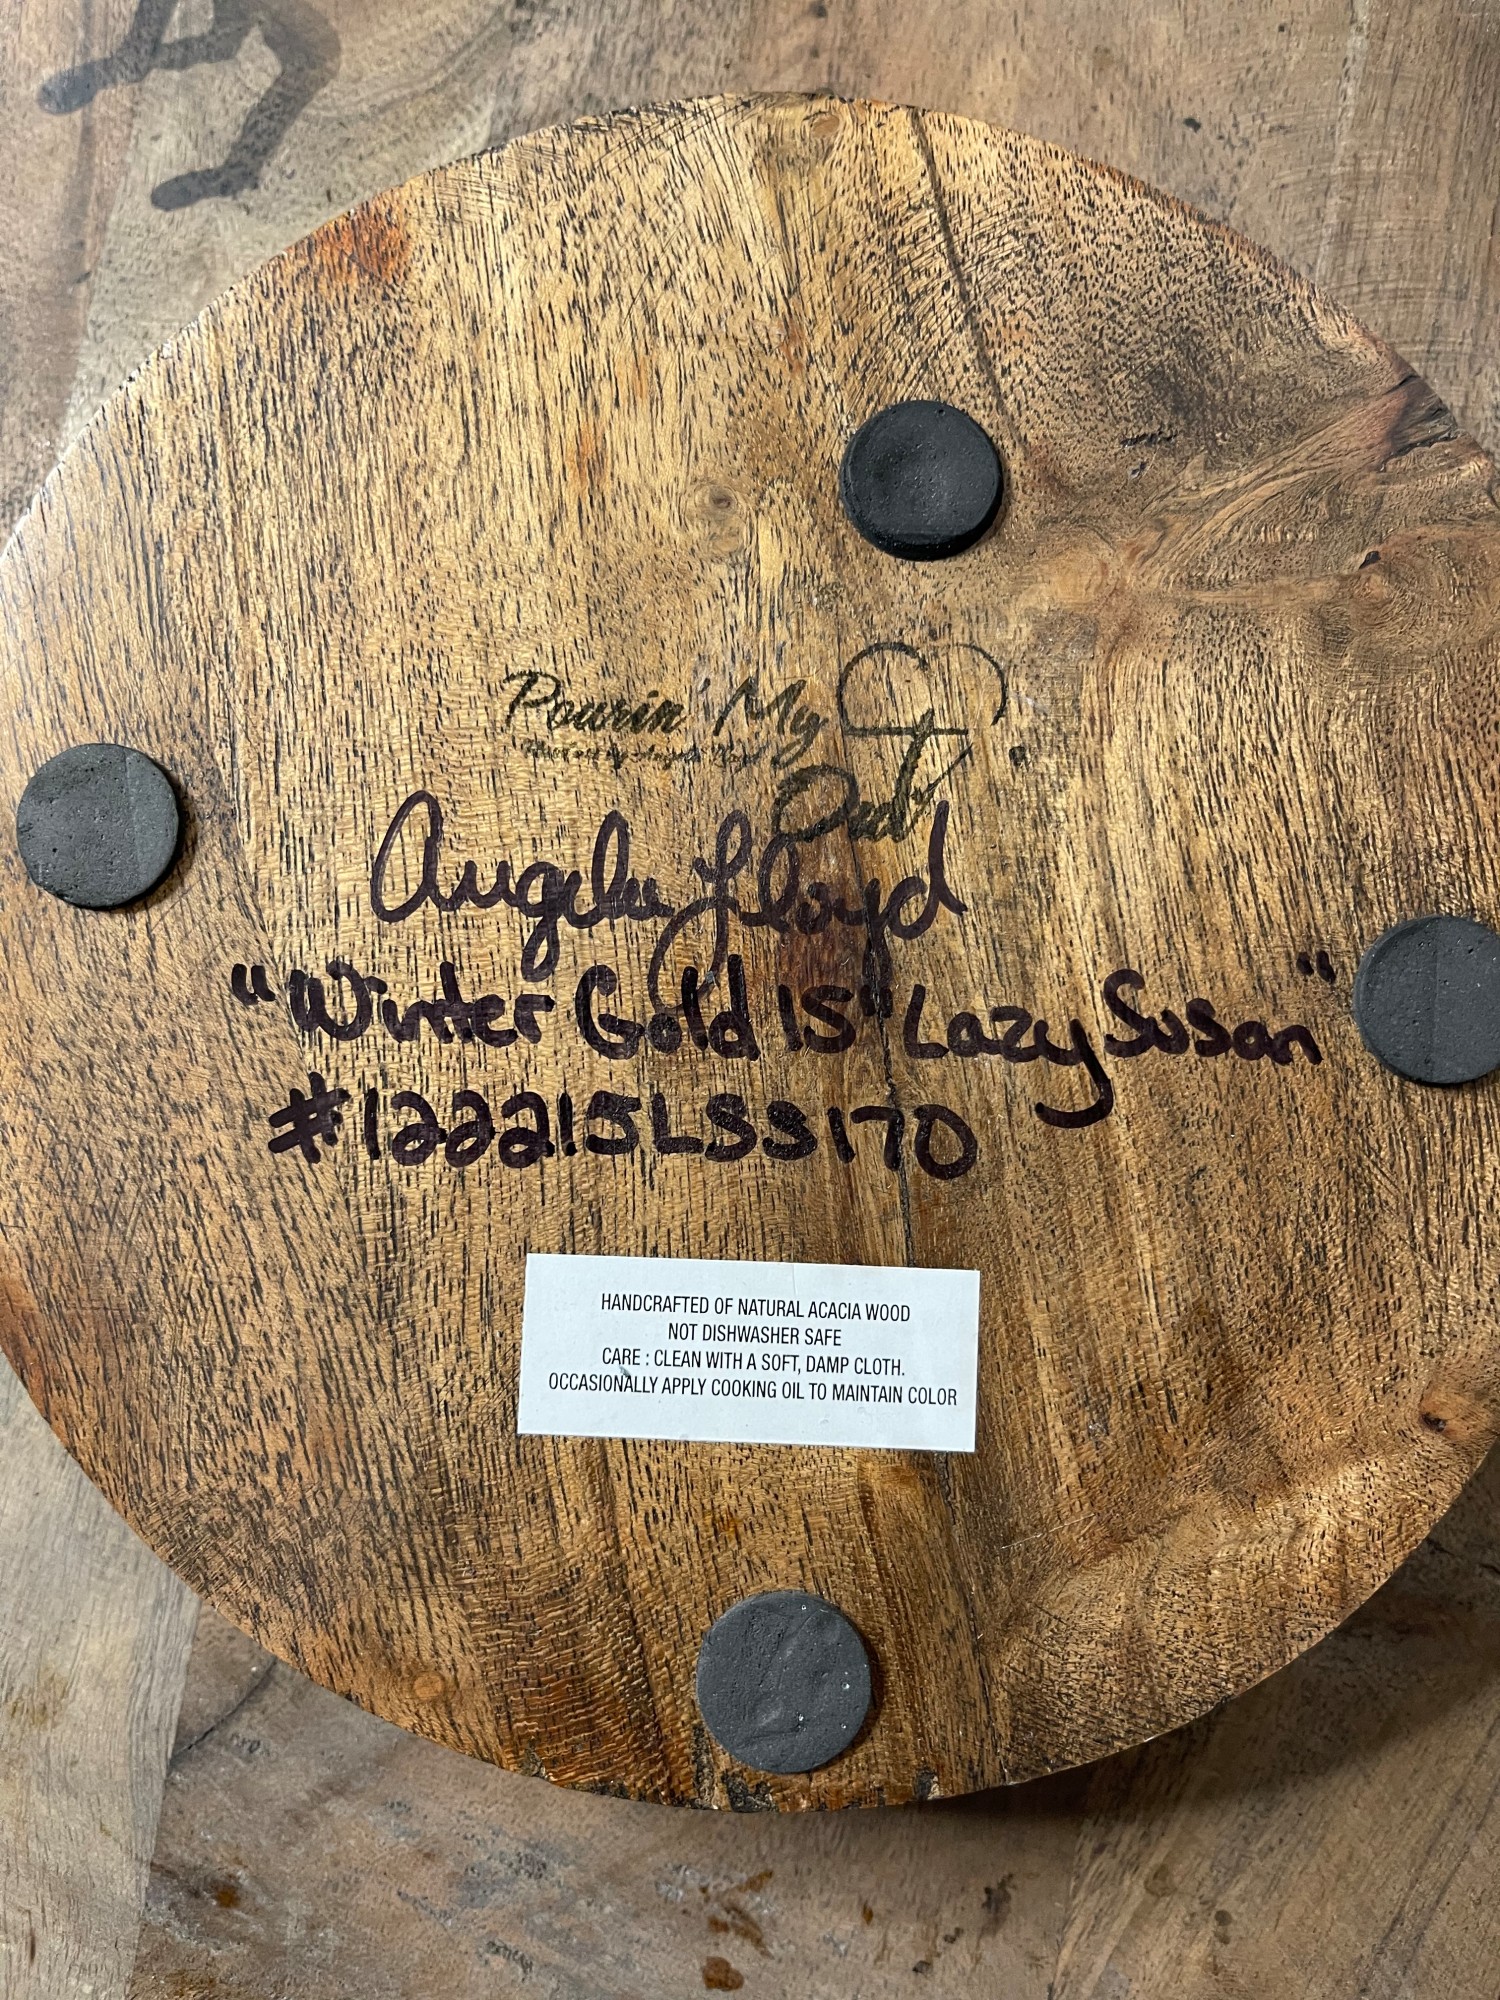 Pourin' My
Out
Angela Lloyd
"Winter Gold 15" Lazy Susan"
#122215LSS170
HANDCRAFTED OF NATURAL ACACIA WOOD
NOT DISHWASHER SAFE
CARE : CLEAN WITH A SOFT, DAMP CLOTH.
OCCASIONALLY APPLY COOKING OIL TO MAINTAIN COLOR